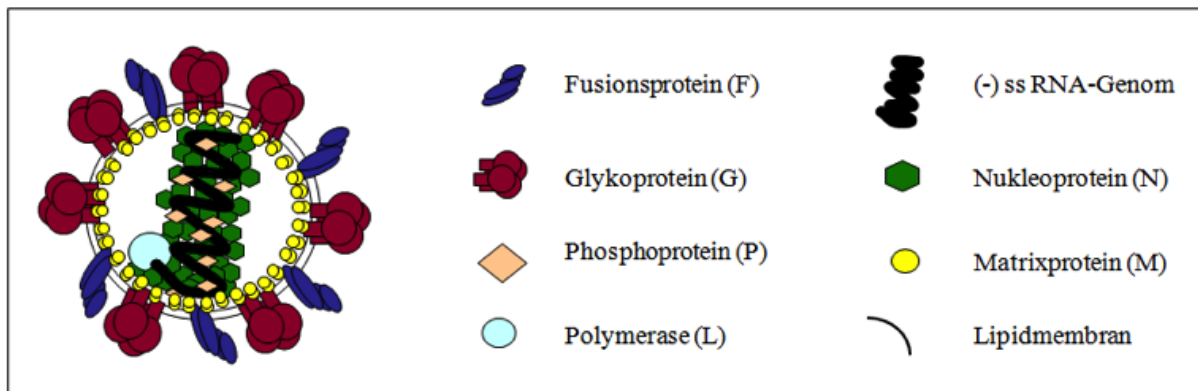 Fusionsprotein (F)
(-) ss RNA-Genom
Glykoprotein (G)
Nukleoprotein (N)
Phosphoprotein (P)
Matrixprotein (M)
Polymerase (L)
Lipidmembran